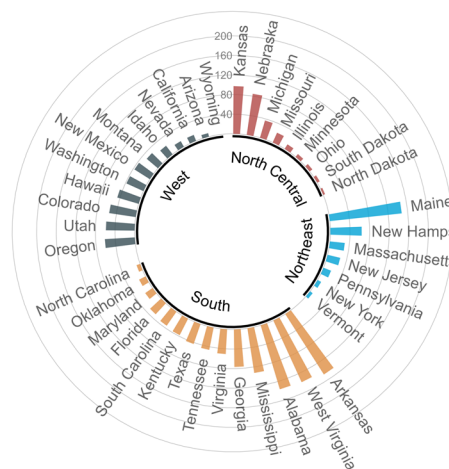 200
160
120
80
40
Kansas
Nebraska
Michigan
Missouri
Illinois
Minnesota
Ohio
South Dakota
North Dakota
North Central
Maine
New Hamps
Massachusett
New Jersey
Pennsylvania
New York
Vermont
Northeast
Arkansas
West Virginia
Alabama
Mississippi
Georgia
Virginia
Tennessee
Texas
Kentucky
South Carolina
Florida
Maryland
Oklahoma
North Carolina
South
Oregon
Utah
Colorado
Hawaii
Washington
New Mexico
Montana
Idaho
Nevada
California
Arizona
Wyoming
West